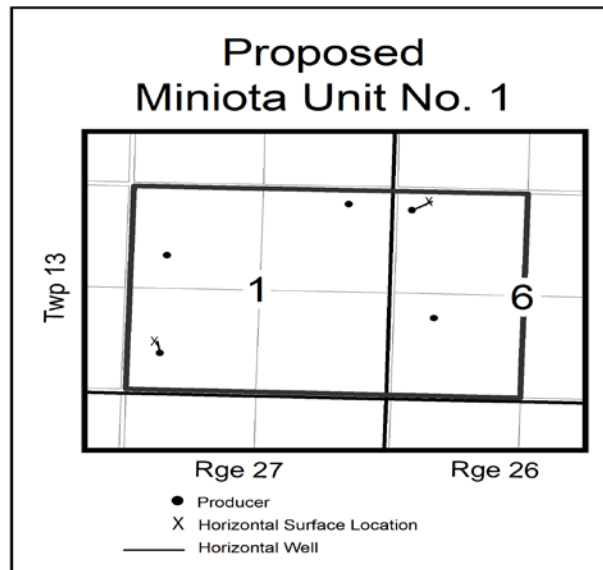 Proposed
Miniota Unit No. 1
X
X
1
6
Twp 13
Rge 27 Rge 26
Producer
X Horizontal Surface Location
Horizontal Well